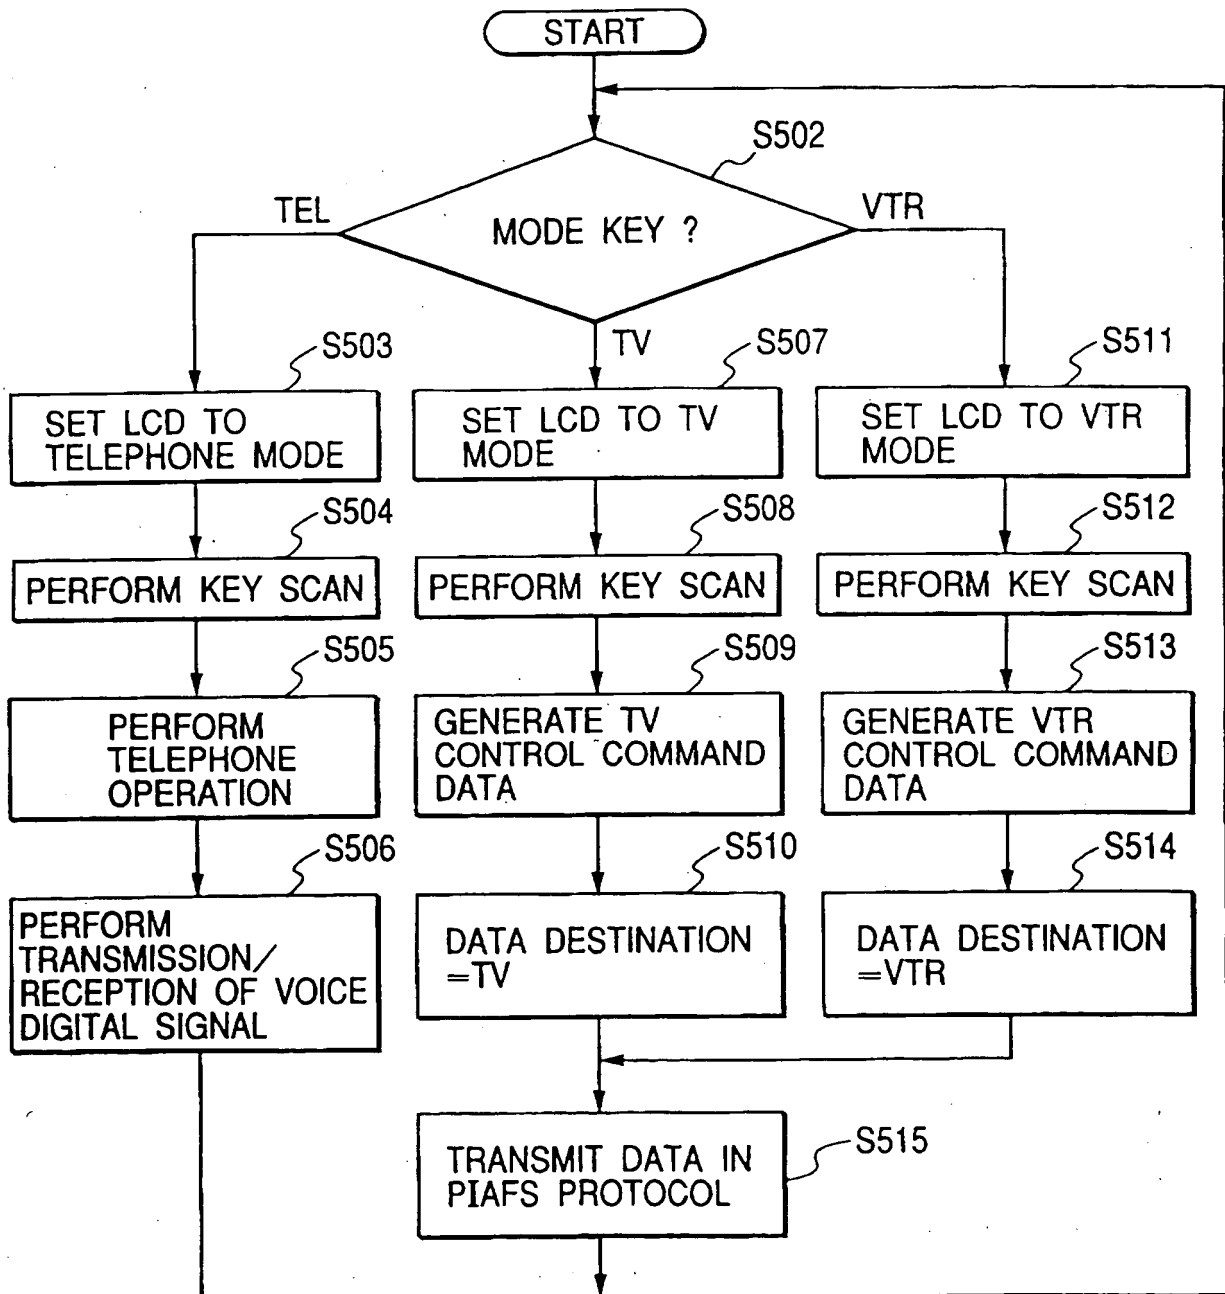 START
S502
TEL
MODE KEY ?
VTR
TV
S503
SET LCD TO
TELEPHONE MODE
S507
SET LCD TO TV
MODE
S511
SET LCD TO VTR
MODE
S504
PERFORM KEY SCAN
S508
PERFORM KEY SCAN
S512
PERFORM KEY SCAN
S505
PERFORM
TELEPHONE
OPERATION
S509
GENERATE TV
CONTROL COMMAND
DATA
S513
GENERATE VTR
CONTROL COMMAND
DATA
S506
PERFORM
TRANSMISSION/
RECEPTION OF VOICE
DIGITAL SIGNAL
S510
DATA DESTINATION
=TV
S514
DATA DESTINATION
=VTR
S515
TRANSMIT DATA IN
PIAFS PROTOCOL